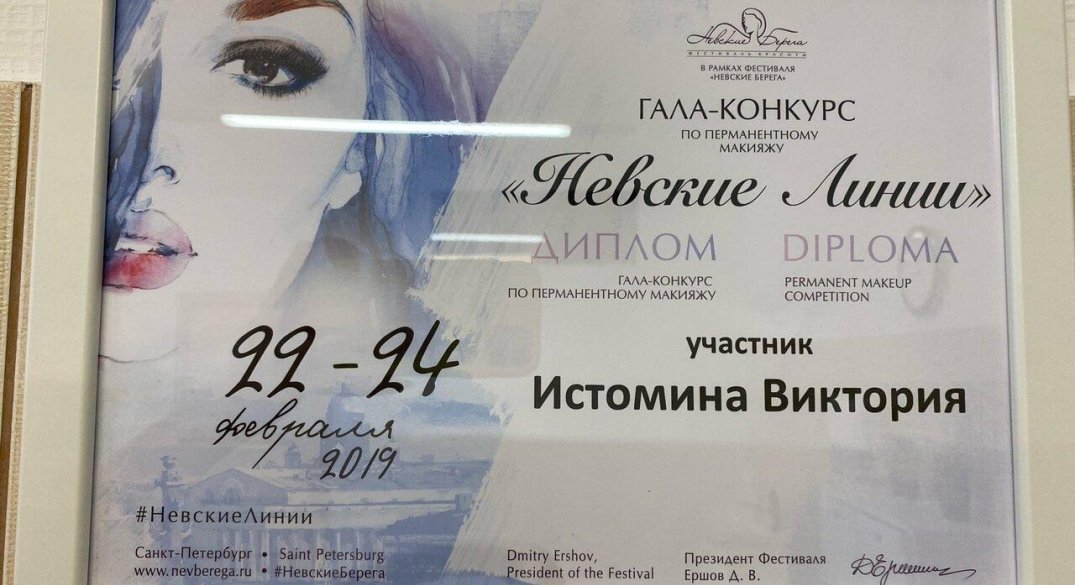 Невские Берега
ФЕСТИВАЛЬ КРАСОТЫ
В РАМКАХ ФЕСТИВАЛЯ
«НЕВСКИЕ БЕРЕГА»
ГАЛА-КОНКУРС
ПО ПЕРМАНЕНТНОМУ
МАКИЯЖУ
«Невские Линии»
ДИПЛОМ
ГАЛА-КОНКУРС
ПО ПЕРМАНЕНТНОМУ МАКИЯЖУ
DIPLOMA
PERMANENT MAKEUP
COMPETITION
участник
Истомина Виктория
22-24
февраля
2019
#НевскиеЛинии
Санкт-Петербург • Saint Petersburg
www.nevberega.ru • #НевскиеБерега
Dmitry Ershov,
President of the Festival
Президент Фестиваля
Ершов Д. В.